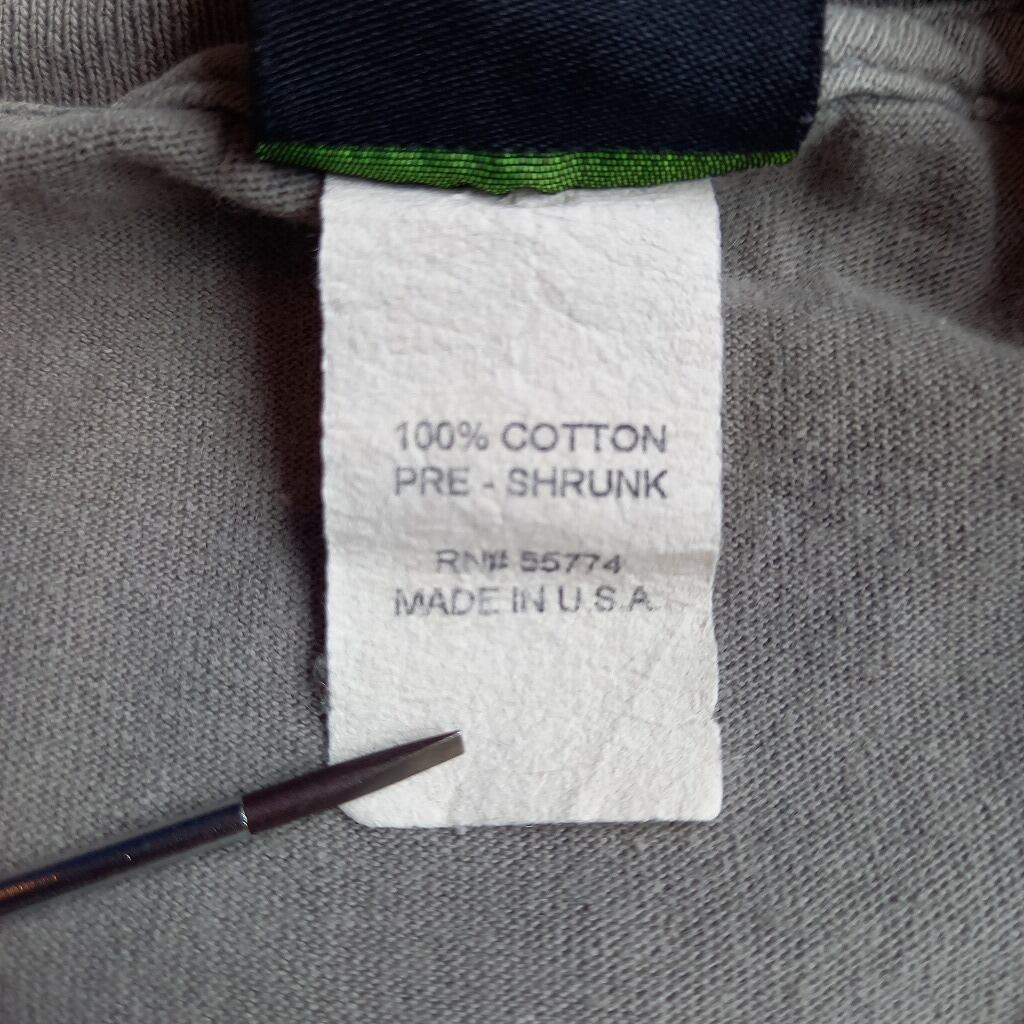 100% COTTON
PRE - SHRUNK
RN# 55774
MADE IN U.S.A.